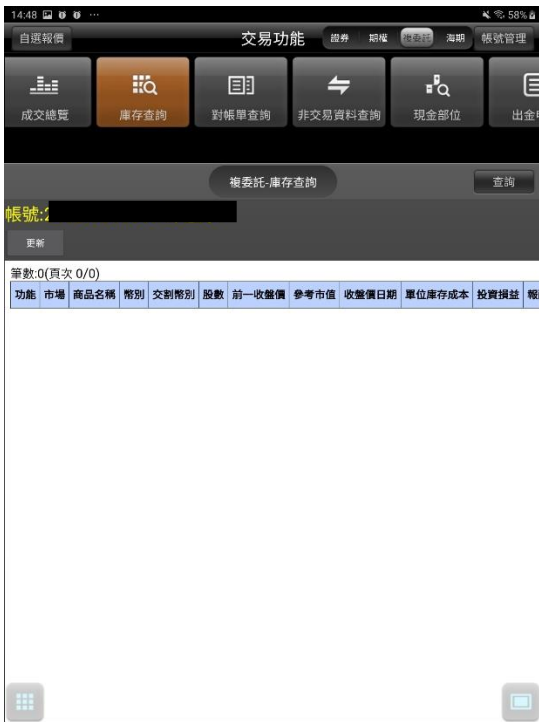 14:48 ... 58%
自選報價 交易功能 證券 期權 複委託 海期 帳號管理
成交總覽 庫存查詢 對帳單查詢 非交易資料查詢 現金部位 出金
複委託-庫存查詢 查詢
帳號:
更新
筆數:0(頁次 0/0)
功能 市場 商品名稱 幣別 交割幣別 股數 前一收盤價 參考市值 收盤價日期 單位庫存成本 投資損益